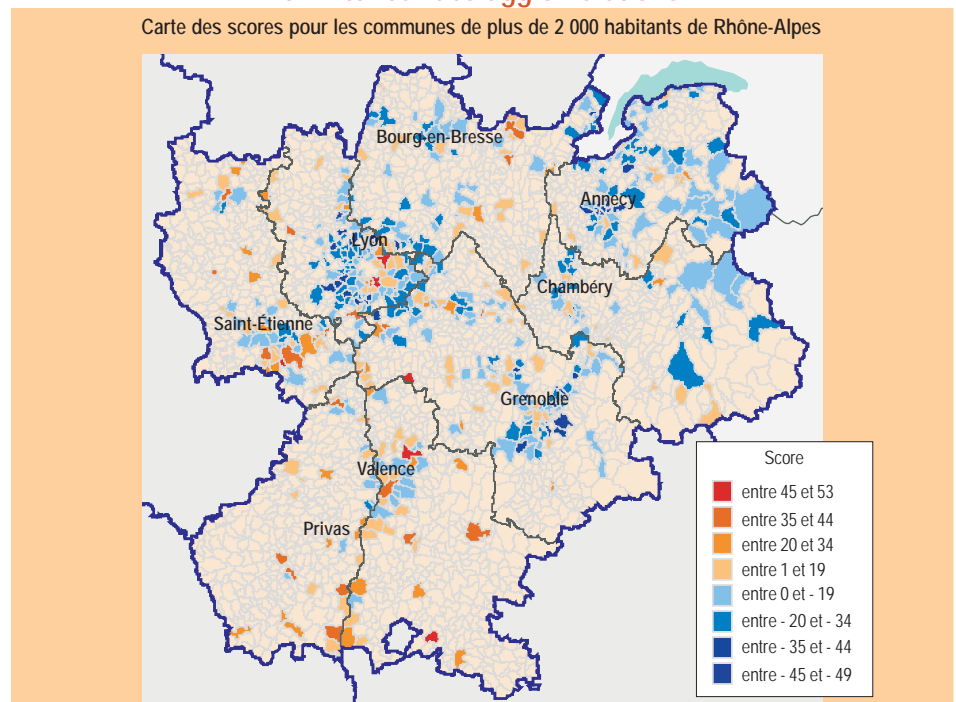 Carte des scores pour les communes de plus de 2 000 habitants de Rhône-Alpes
Bourg-en-Bresse
Annecy
Lyon
Chambéry
Saint-Étienne
Grenoble
Valence
Privas
Score
entre 45 et 53
entre 35 et 44
entre 20 et 34
entre 1 et 19
entre 0 et - 19
entre - 20 et - 34
entre - 35 et - 44
entre - 45 et - 49